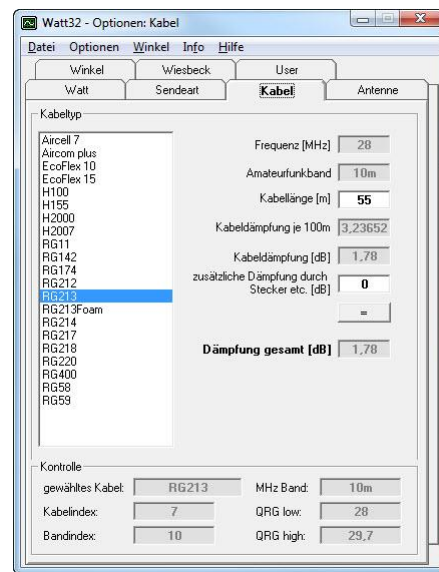 Watt32 - Optionen: Kabel
Datei Optionen Winkel Info Hilfe
Winkel Wiesbeck User
Watt Sendeart Kabel Antenne
Kabeltyp
Aircell 7
Aircom plus
EcoFlex 10
EcoFlex 15
H100
H155
H2000
H2007
RG11
RG142
RG174
RG212
RG213
RG213Foam
RG214
RG217
RG218
RG220
RG400
RG58
RG59
Frequenz [MHz] 28
Amateurfunkband 10m
Kabellänge [m] 55
Kabeldämpfung je 100m 3,23652
Kabeldämpfung [dB] 1,78
zusätzliche Dämpfung durch
Stecker etc. [dB] 0
=
Dämpfung gesamt [dB] 1,78
Kontrolle
gewähltes Kabel: RG213 MHz Band: 10m
Kabelindex: 7 QRG low: 28
Bandindex: 10 QRG high: 29,7